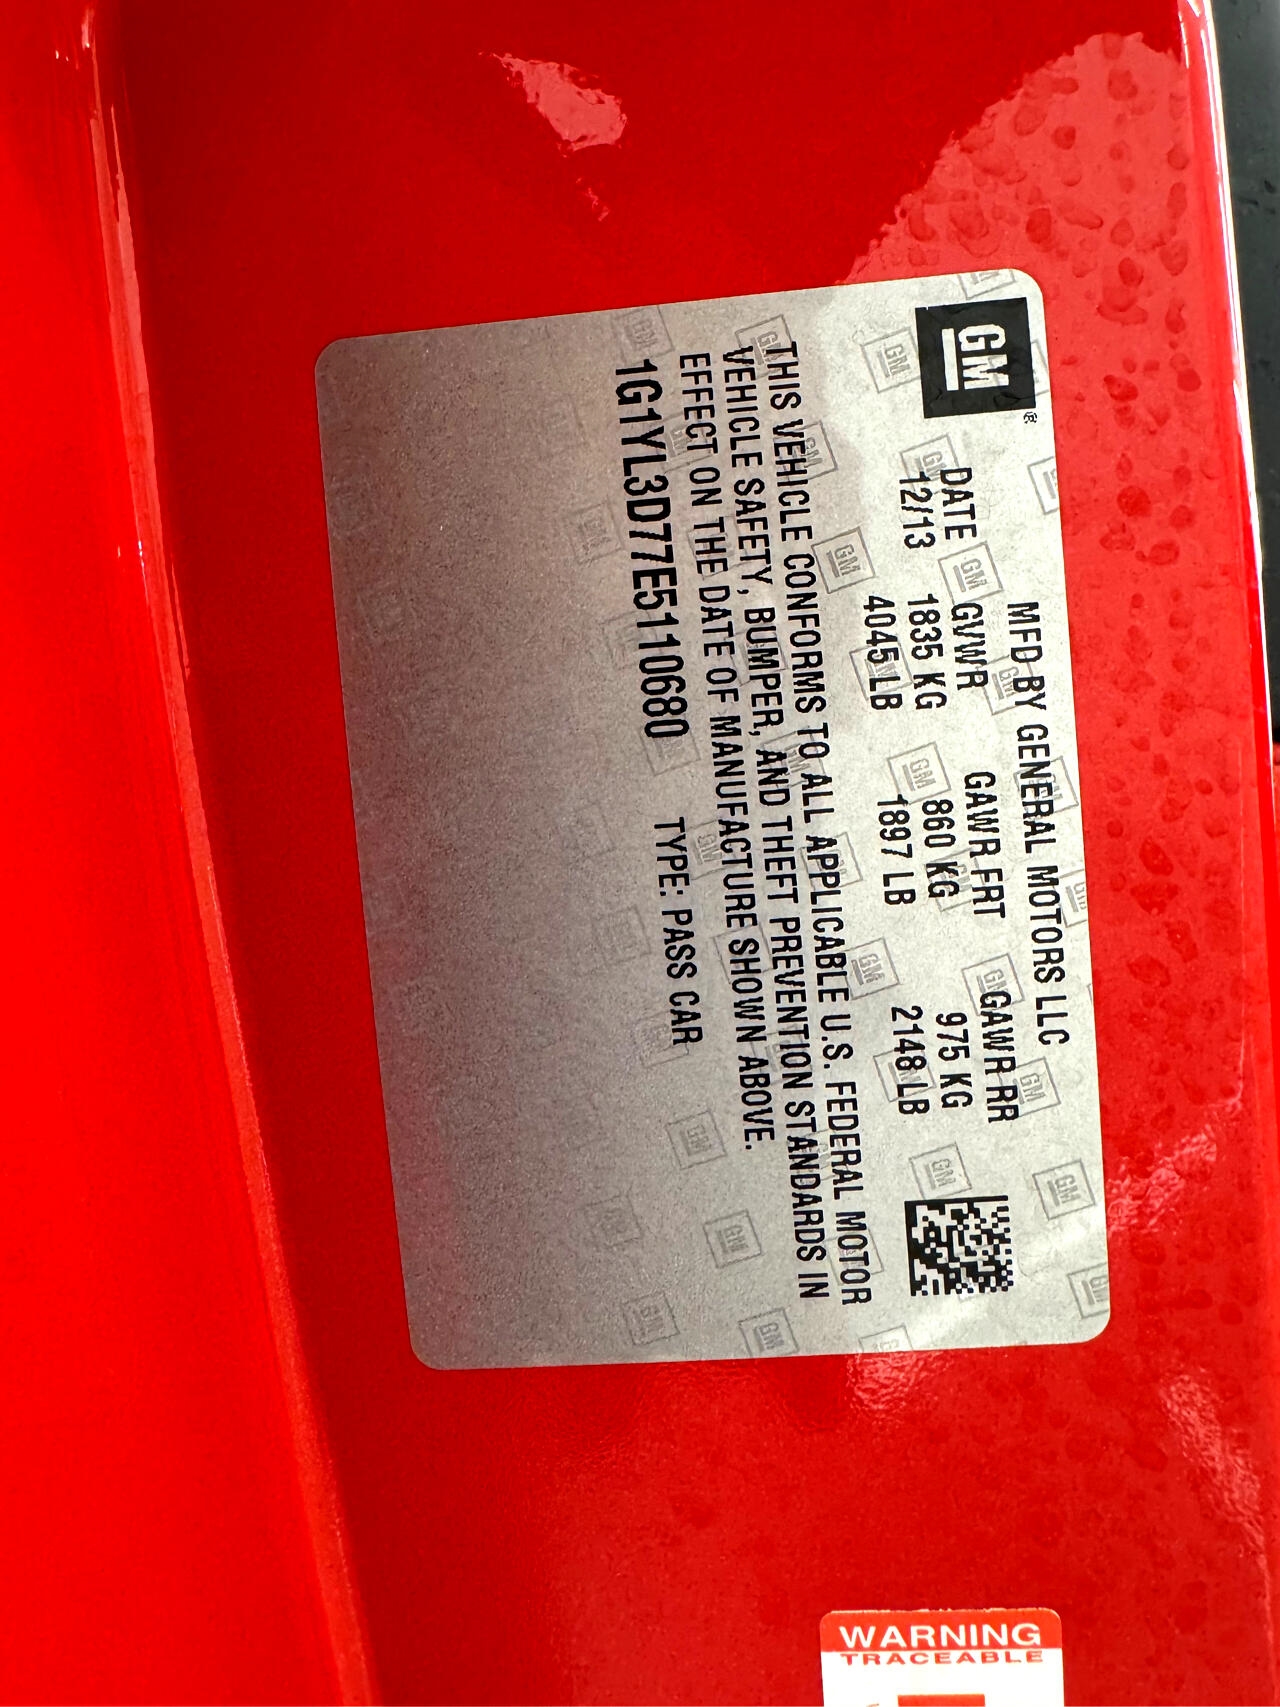 GM ®
MFD BY GENERAL MOTORS LLC
DATE GVWR GAWR FRT GAWR RR
12/13 1835 KG 860 KG 975 KG
4045 LB 1897 LB 2148 LB
THIS VEHICLE CONFORMS TO ALL APPLICABLE U.S. FEDERAL MOTOR
VEHICLE SAFETY, BUMPER, AND THEFT PREVENTION STANDARDS IN
EFFECT ON THE DATE OF MANUFACTURE SHOWN ABOVE.
1G1YL3D77E5110680 TYPE: PASS CAR
WARNING
TRACEABLE